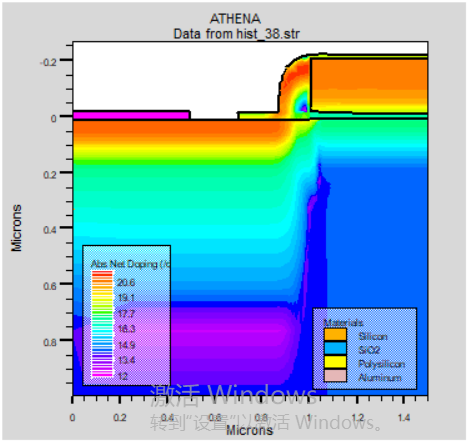 ATHENA
Data from hist_38.str
-0.2
0
0.2
0.4
0.6
0.8
Microns
Abs Net Doping (/c
20.6
19.1
17.7
16.3
14.9
13.4
12
Materials
Silicon
SiO2
Polysilicon
Aluminum
0 0.2 0.4 0.6 0.8 1 1.2 1.4
Microns
激活 Windows
转到"设置"以激活 Windows。